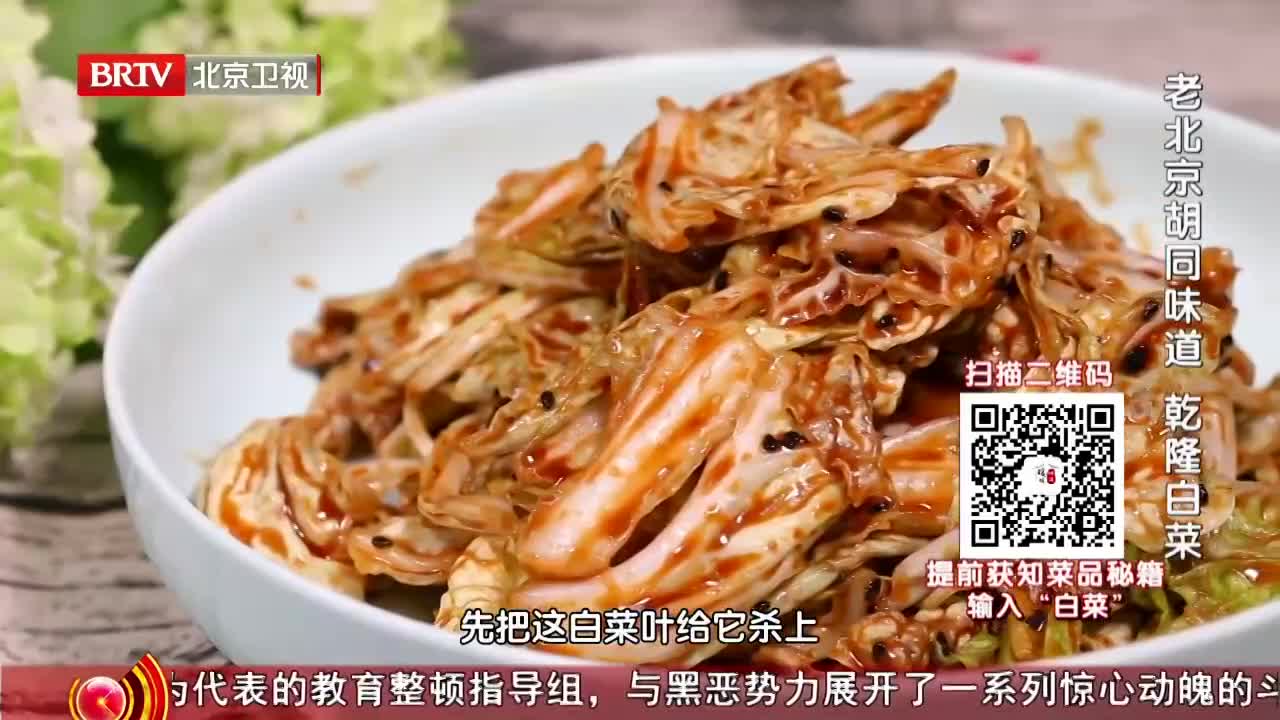 BRTV 北京卫视
老北京胡同味道 乾隆白菜
扫描二维码
提前获知菜品秘籍
输入“白菜”
先把这白菜叶给它杀上
为代表的教育整顿指导组，与黑恶势力展开了一系列惊心动魄的斗